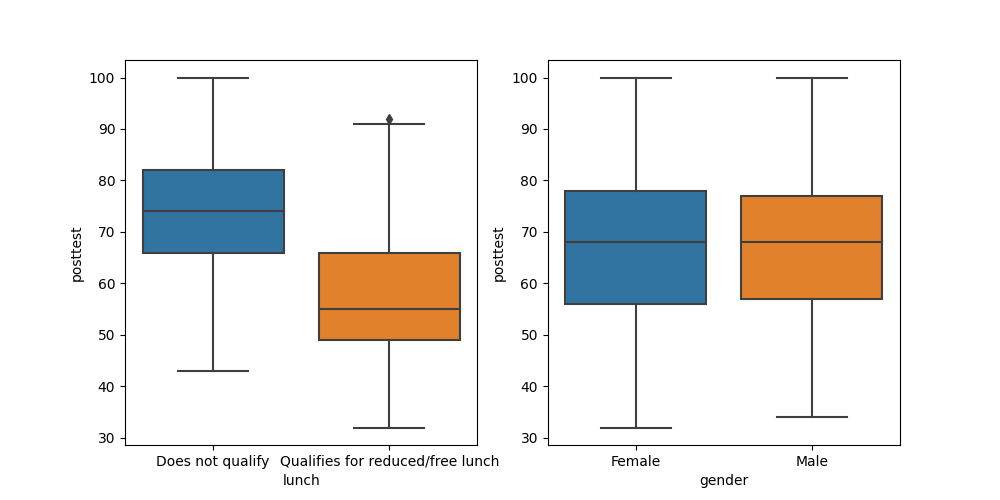 posttest
100
90
80
70
60
50
40
30
Does not qualify
Qualifies for reduced/free lunch
lunch
posttest
100
90
80
70
60
50
40
30
Female
Male
gender